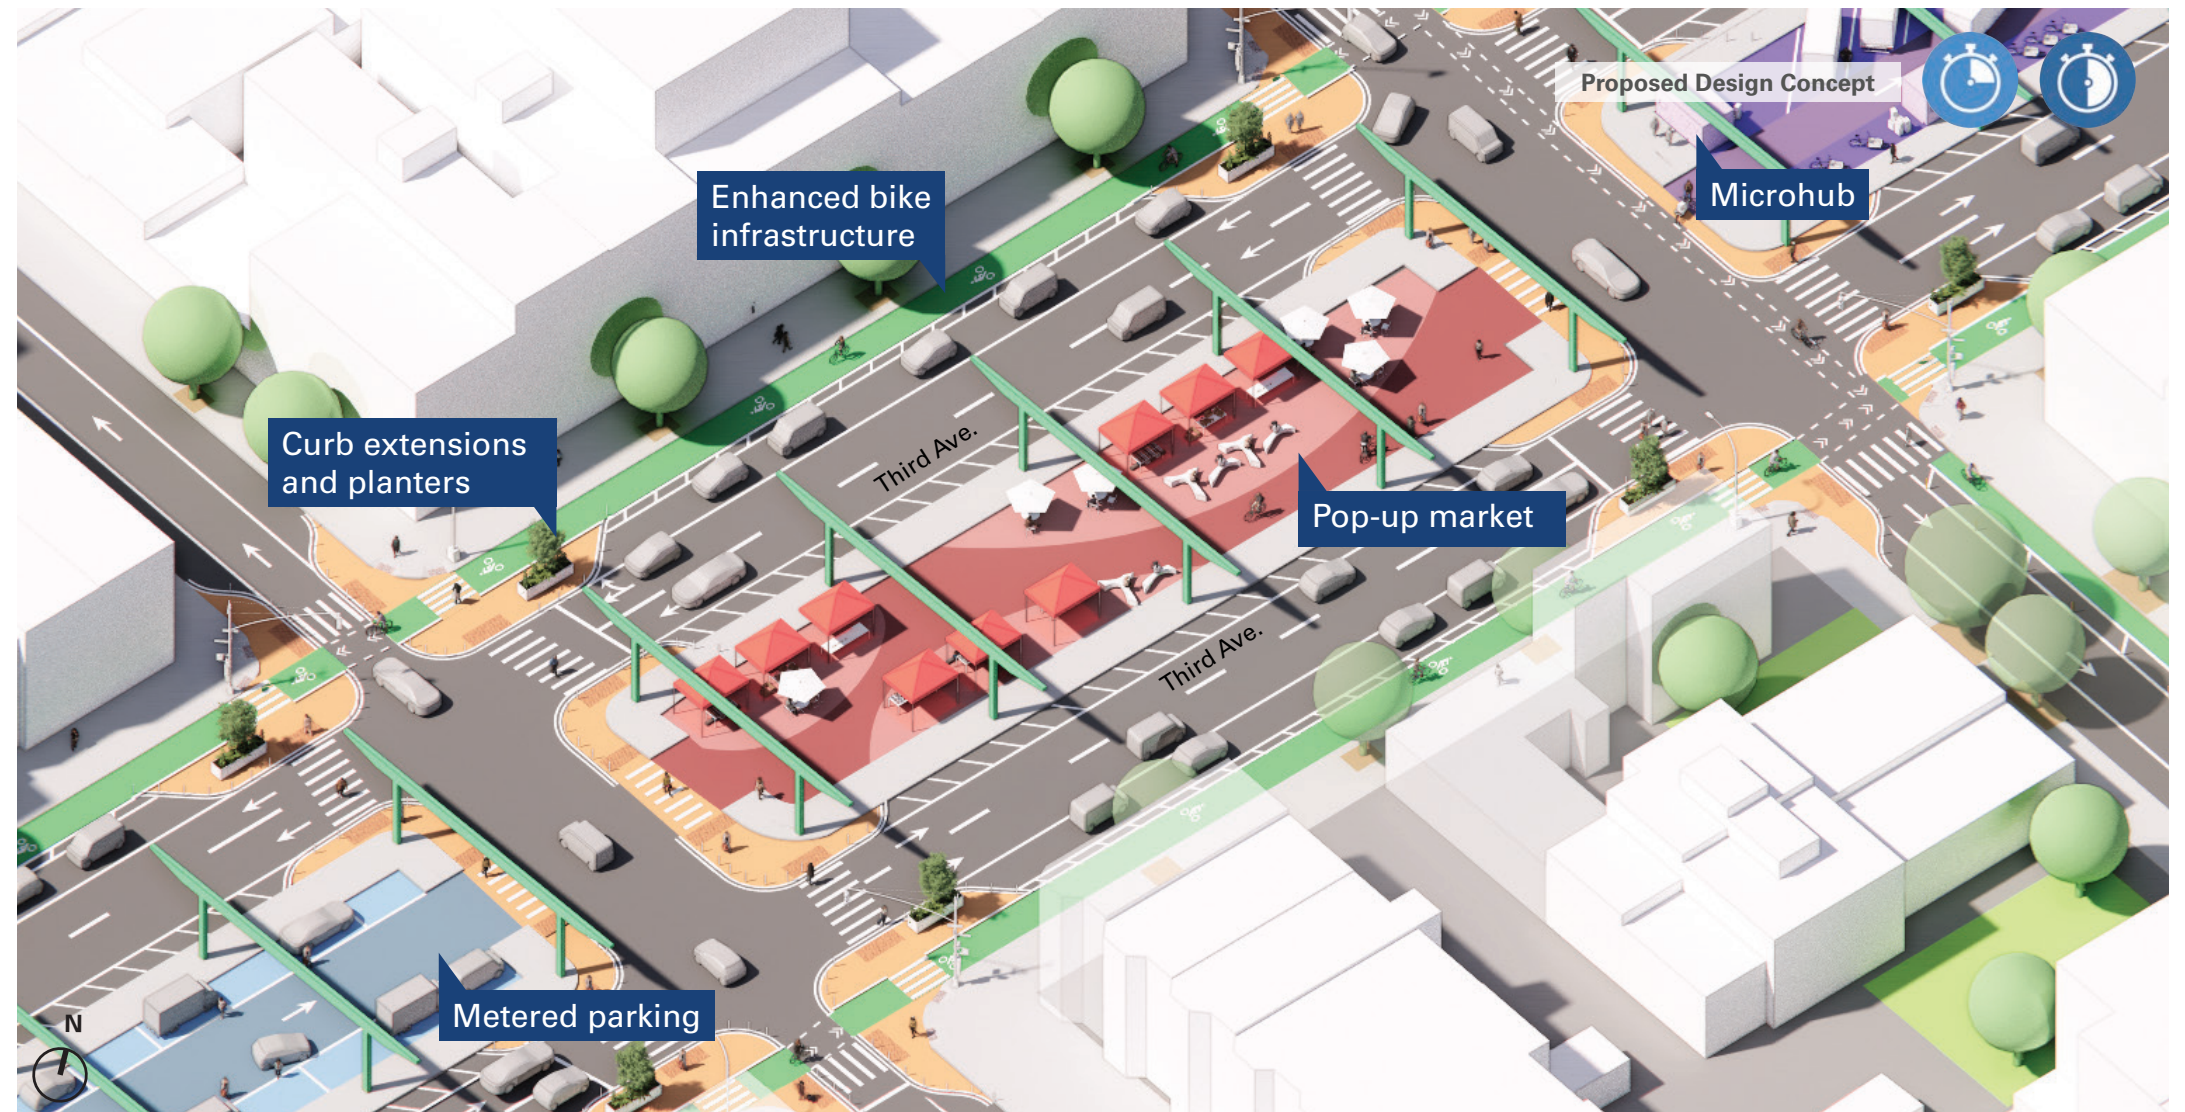 Proposed Design Concept
Enhanced bike
infrastructure
Microhub
Curb extensions
and planters
Third Ave.
Pop-up market
Third Ave.
Metered parking
N